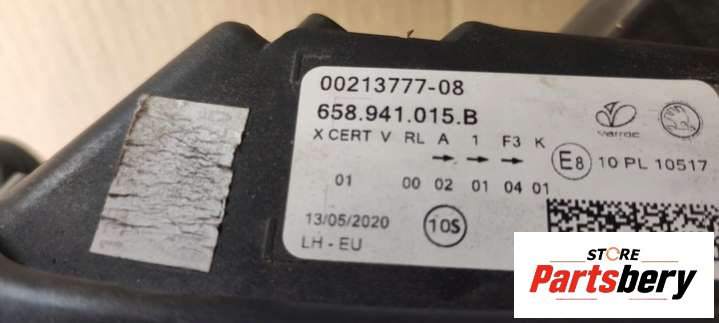 00213777-08
658.941.015.B
X CERT V RL A 1 F3 K
01 00 02 01 04 01
varroc
E8 10 PL 10517
13/05/2020
10S
LH - EU
STORE
Partsbery